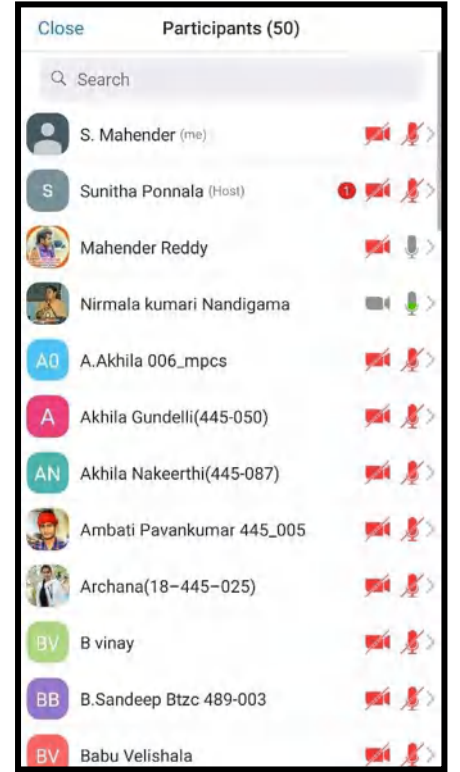 Close Participants (50)
Search
S. Mahender (me)
S Sunitha Ponnala (Host) 1
Mahender Reddy
Nirmala kumari Nandigama
A0 A.Akhila 006_mpcs
A Akhila Gundelli(445-050)
AN Akhila Nakeerthi(445-087)
Ambati Pavankumar 445_005
Archana(18-445-025)
BV B vinay
BB B.Sandeep Btzc 489-003
BV Babu Velishala